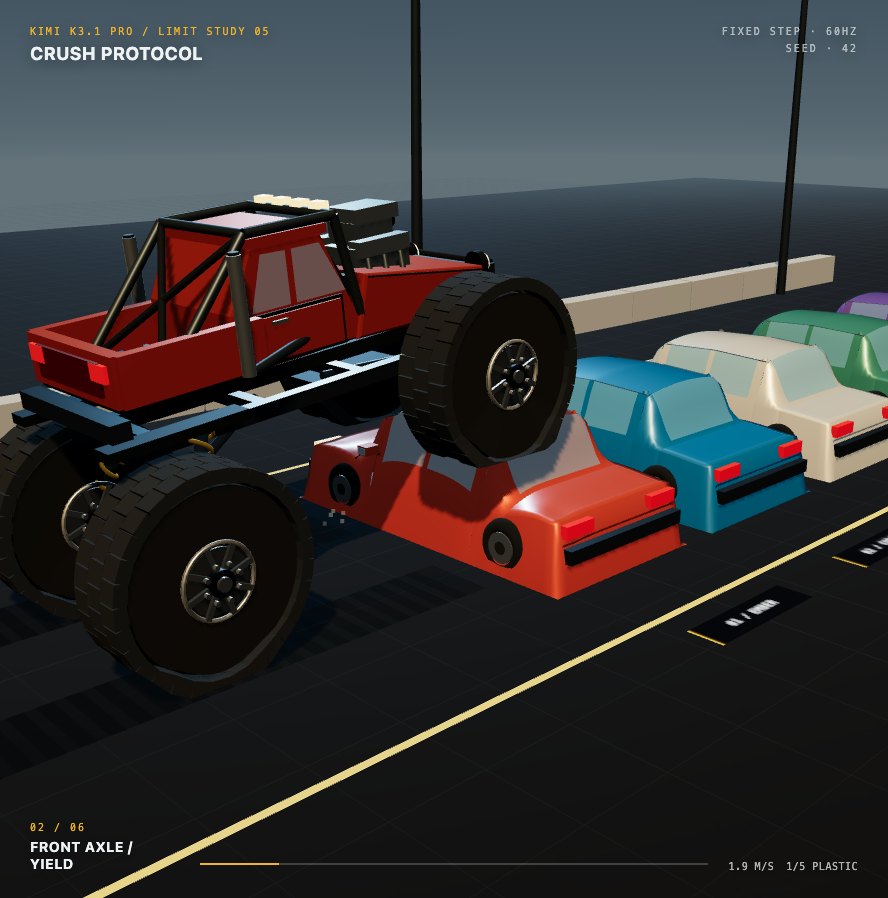 KIMI K3.1 PRO / LIMIT STUDY 05
CRUSH PROTOCOL
FIXED STEP · 60HZ
SEED · 42
02 / 06
FRONT AXLE /
YIELD
1.9 M/S 1/5 PLASTIC